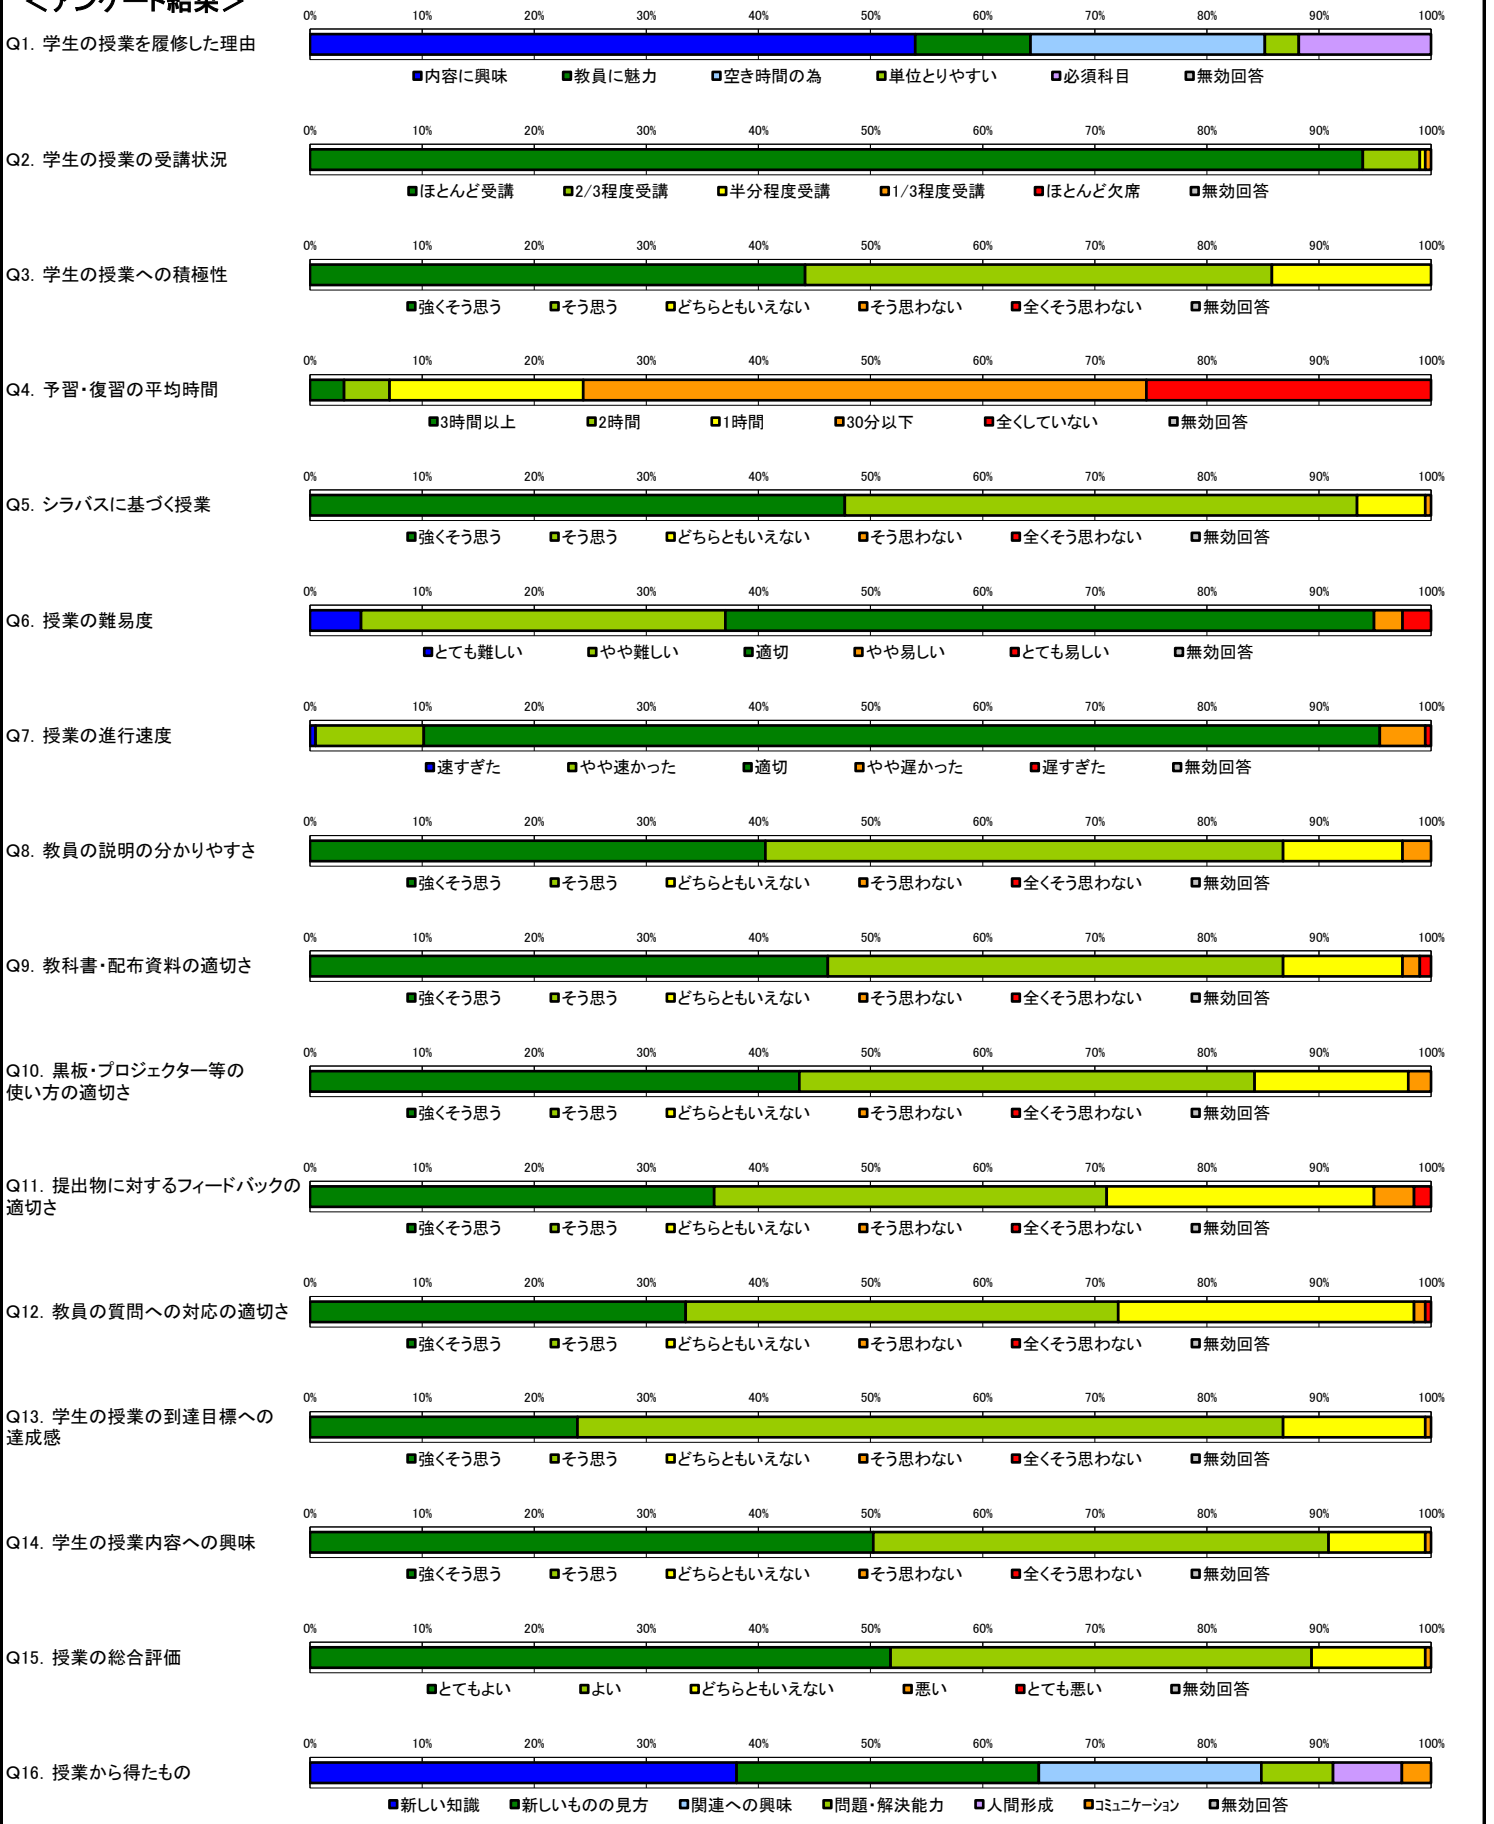 ＜アンケート結果＞
0% 10% 20% 30% 40% 50% 60% 70% 80% 90% 100%
Q1. 学生の授業を履修した理由
内容に興味 教員に魅力 空き時間の為 単位とりやすい 必須科目 無効回答
0% 10% 20% 30% 40% 50% 60% 70% 80% 90% 100%
Q2. 学生の授業の受講状況
ほとんど受講 2/3程度受講 半分程度受講 1/3程度受講 ほとんど欠席 無効回答
0% 10% 20% 30% 40% 50% 60% 70% 80% 90% 100%
Q3. 学生の授業への積極性
強くそう思う そう思う どちらともいえない そう思わない 全くそう思わない 無効回答
0% 10% 20% 30% 40% 50% 60% 70% 80% 90% 100%
Q4. 予習・復習の平均時間
3時間以上 2時間 1時間 30分以下 全くしていない 無効回答
0% 10% 20% 30% 40% 50% 60% 70% 80% 90% 100%
Q5. シラバスに基づく授業
強くそう思う そう思う どちらともいえない そう思わない 全くそう思わない 無効回答
0% 10% 20% 30% 40% 50% 60% 70% 80% 90% 100%
Q6. 授業の難易度
とても難しい やや難しい 適切 やや易しい とても易しい 無効回答
0% 10% 20% 30% 40% 50% 60% 70% 80% 90% 100%
Q7. 授業の進行速度
速すぎた やや速かった 適切 やや遅かった 遅すぎた 無効回答
0% 10% 20% 30% 40% 50% 60% 70% 80% 90% 100%
Q8. 教員の説明の分かりやすさ
強くそう思う そう思う どちらともいえない そう思わない 全くそう思わない 無効回答
0% 10% 20% 30% 40% 50% 60% 70% 80% 90% 100%
Q9. 教科書・配布資料の適切さ
強くそう思う そう思う どちらともいえない そう思わない 全くそう思わない 無効回答
0% 10% 20% 30% 40% 50% 60% 70% 80% 90% 100%
Q10. 黒板・プロジェクター等の
使い方の適切さ
強くそう思う そう思う どちらともいえない そう思わない 全くそう思わない 無効回答
0% 10% 20% 30% 40% 50% 60% 70% 80% 90% 100%
Q11. 提出物に対するフィードバックの
適切さ
強くそう思う そう思う どちらともいえない そう思わない 全くそう思わない 無効回答
0% 10% 20% 30% 40% 50% 60% 70% 80% 90% 100%
Q12. 教員の質問への対応の適切さ
強くそう思う そう思う どちらともいえない そう思わない 全くそう思わない 無効回答
0% 10% 20% 30% 40% 50% 60% 70% 80% 90% 100%
Q13. 学生の授業の到達目標への
達成感
強くそう思う そう思う どちらともいえない そう思わない 全くそう思わない 無効回答
0% 10% 20% 30% 40% 50% 60% 70% 80% 90% 100%
Q14. 学生の授業内容への興味
強くそう思う そう思う どちらともいえない そう思わない 全くそう思わない 無効回答
0% 10% 20% 30% 40% 50% 60% 70% 80% 90% 100%
Q15. 授業の総合評価
とてもよい よい どちらともいえない 悪い とても悪い 無効回答
0% 10% 20% 30% 40% 50% 60% 70% 80% 90% 100%
Q16. 授業から得たもの
新しい知識 新しいものの見方 関連への興味 問題・解決能力 人間形成 コミュニケーション 無効回答